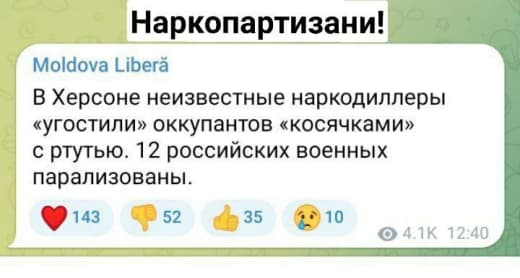 Наркопартизани!
Moldova Liberă
В Херсоне неизвестные наркодиллеры
«угостили» оккупантов «косячками»
с ртутью. 12 российских военных
парализованы.
143 52 35 10
4.1K 12:40